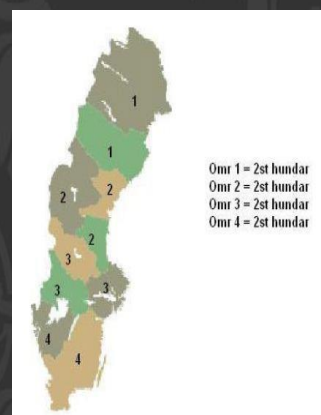 1
1
2
2
2
3
3
3
4
4
Omr 1 = 2st hundar
Omr 2 = 2st hundar
Omr 3 = 2st hundar
Omr 4 = 2st hundar